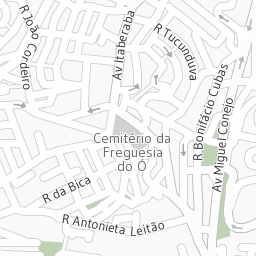 R João Cordeiro
Av Itaberaba
R Tucunduva
R Bonifácio Cubas
Av Miguel Conejo
Cemitério da
Freguesia
do Ó
R da Bica
R Antonieta Leitão